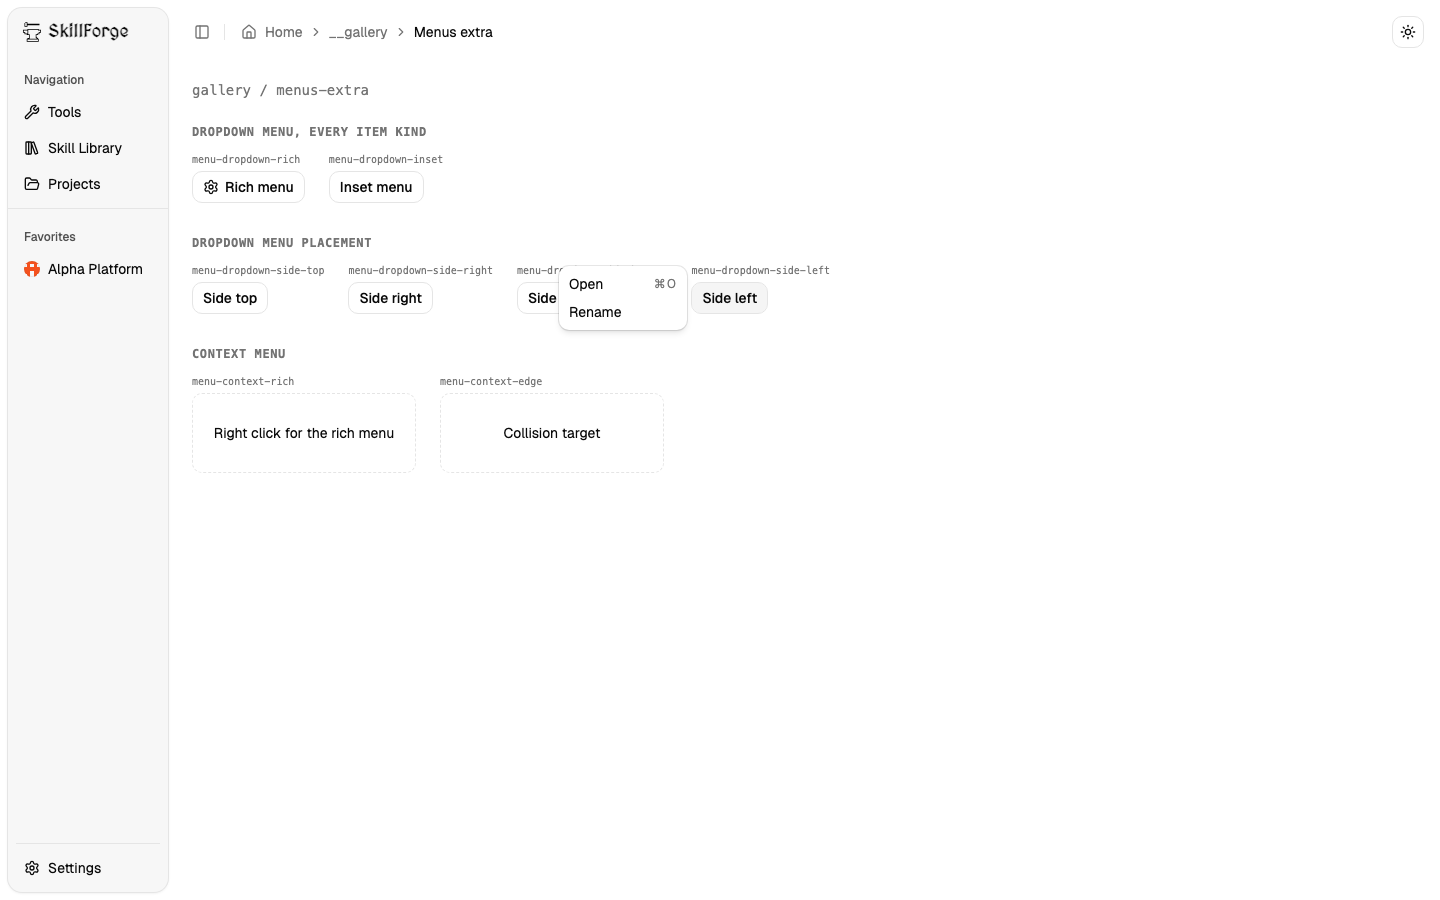 SkillForge
Home
__gallery
Menus extra
Navigation
Tools
Skill Library
Projects
Favorites
Alpha Platform
Settings
gallery / menus-extra
DROPDOWN MENU, EVERY ITEM KIND
menu-dropdown-rich
menu-dropdown-inset
Rich menu
Inset menu
DROPDOWN MENU PLACEMENT
menu-dropdown-side-top
menu-dropdown-side-right
menu-dropdown-side-left
Side top
Side right
Side
Side left
Open ⌘O
Rename
CONTEXT MENU
menu-context-rich
menu-context-edge
Right click for the rich menu
Collision target